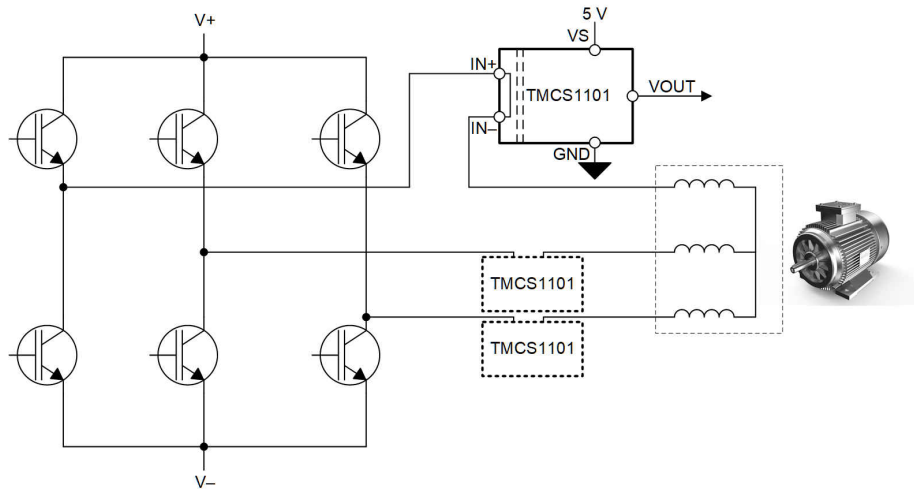 V+
5 V
VS
IN+
TMCS1101
VOUT
IN–
GND
TMCS1101
TMCS1101
V–